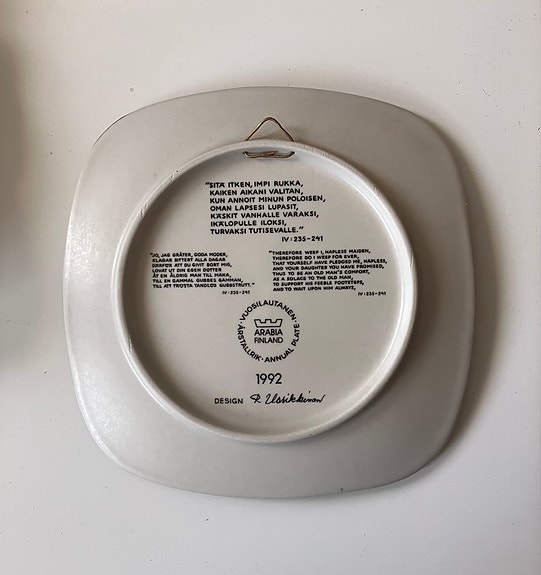 "SITÄ ITKEN, IMPI RUKKA,
KAIKEN AIKANI VALITAN,
KUN ANNOIT MINUN POLOISEN,
OMAN LAPSESI LUPASIT,
KÄSKIT VANHALLE VARAKSI,
IKÄLOPULLE ILOKSI,
TURVAKSI TUTISEVALLE."
IV:235-241
"JO, JAG GRÅTER, GODA MODER,
KLAGAR BITTERT ALLA DAGAR
DÄRFÖR ATT DU GIVIT BORT MIG,
LOVAT UT DIN EGEN DOTTER
ÅT EN ÅLDRIG MAN TILL MAKA,
TILL EN GAMMAL GUBBES GAMMAN,
TILL ATT TRÖSTA TANDLÖS GUBBSTRUTT."
IV:235-241
"THEREFORE WEEP I, HAPLESS MAIDEN,
THEREFORE DO I WEEP FOR EVER,
THAT YOURSELF HAVE PLEDGED ME, HAPLESS,
AND YOUR DAUGHTER YOU HAVE PROMISED,
THUS TO BE AN OLD MAN'S COMFORT,
AS A SOLACE TO THE OLD MAN,
TO SUPPORT HIS FEEBLE FOOTSTEPS,
AND TO WAIT UPON HIM ALWAYS,
IV:235-241
VUOSILAUTANEN · ÅRSTALLRIK · ANNUAL PLATE ·
ARABIA
FINLAND
1992
DESIGN R. Uosikkinen